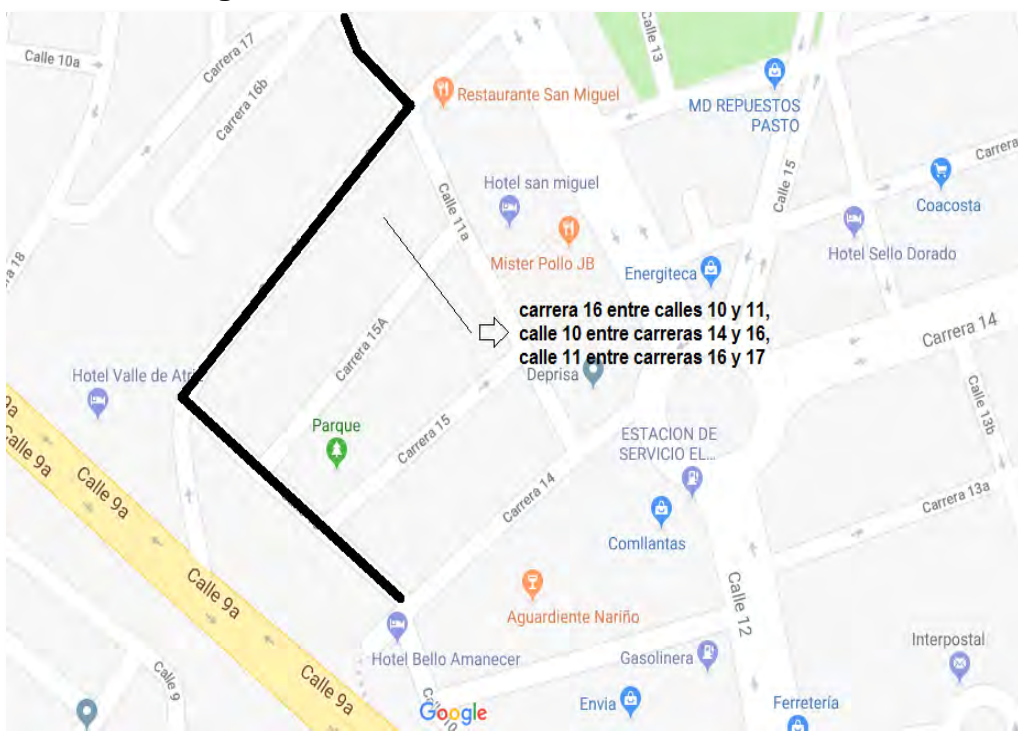 Calle 10a
Carrera 17
Calle 13
Carrera 16b
Restaurante San Miguel
MD REPUESTOS
PASTO
Carrera
Coacosta
Calle 15
Hotel san miguel
Calle 11a
Hotel Sello Dorado
Mister Pollo JB
Energiteca
a 18
carrera 16 entre calles 10 y 11,
calle 10 entre carreras 14 y 16,
calle 11 entre carreras 16 y 17
Carrera 14
Deprisa
Carrera 15A
Hotel Valle de Atriz
Calle 13b
9a
Calle 9a
Parque
Carrera 15
ESTACION DE
SERVICIO EL...
Calle 9a
Carrera 14
Carrera 13a
Comllantas
Calle 9a
Calle 12
Aguardiente Nariño
Interpostal
Hotel Bello Amanecer
Gasolinera
Calle 9
Calle 9a
Calle 10
Google
Envia
Ferretería